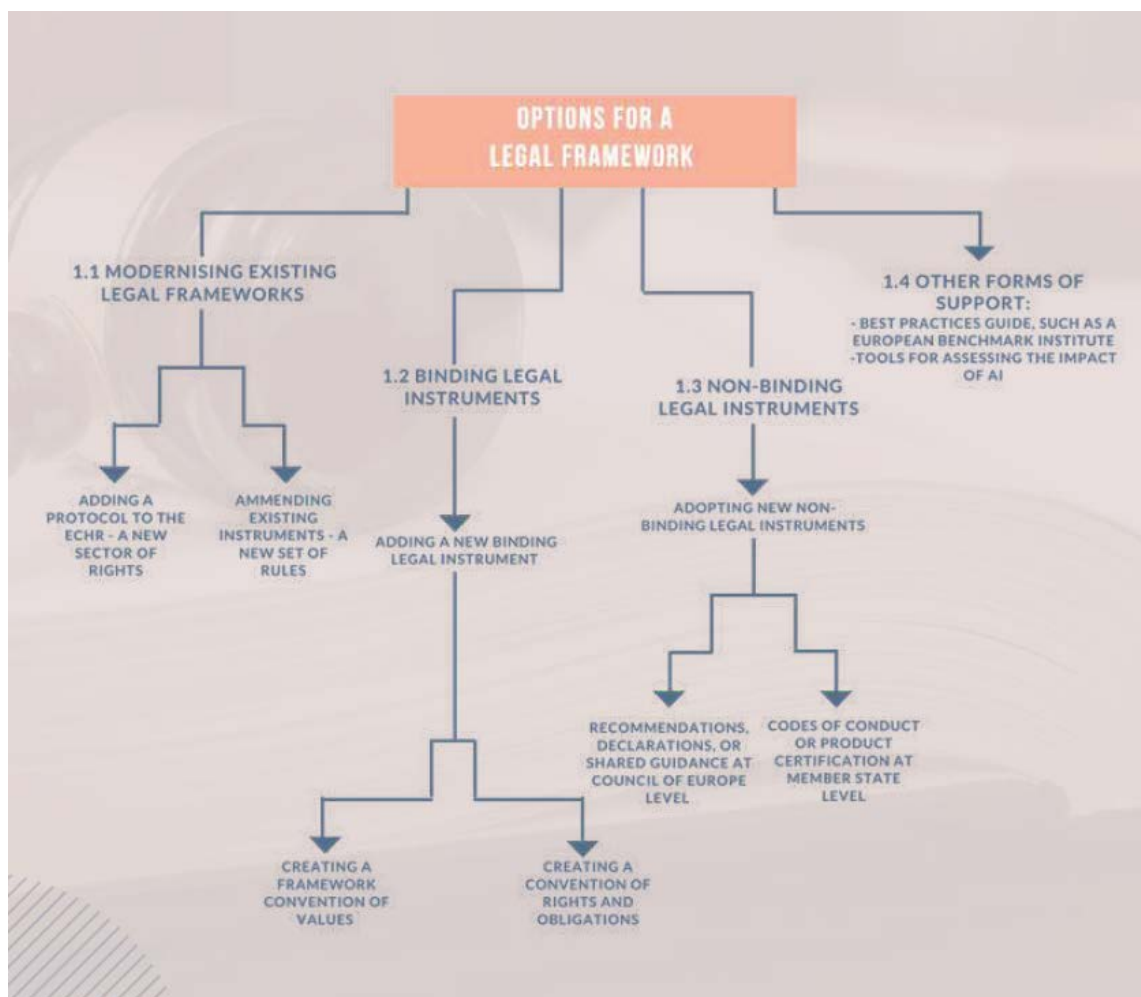 OPTIONS FOR A
LEGAL FRAMEWORK
1.1 MODERNISING EXISTING
LEGAL FRAMEWORKS
ADDING A
PROTOCOL TO THE
ECHR - A NEW
SECTOR OF
RIGHTS
AMMENDING
EXISTING
INSTRUMENTS - A
NEW SET OF
RULES
1.2 BINDING LEGAL
INSTRUMENTS
ADDING A NEW BINDING
LEGAL INSTRUMENT
CREATING A
FRAMEWORK
CONVENTION OF
VALUES
CREATING A
CONVENTION OF
RIGHTS AND
OBLIGATIONS
1.3 NON-BINDING
LEGAL INSTRUMENTS
ADOPTING NEW NON-
BINDING LEGAL INSTRUMENTS
RECOMMENDATIONS,
DECLARATIONS, OR
SHARED GUIDANCE AT
COUNCIL OF EUROPE
LEVEL
CODES OF CONDUCT
OR PRODUCT
CERTIFICATION AT
MEMBER STATE
LEVEL
1.4 OTHER FORMS OF
SUPPORT:
- BEST PRACTICES GUIDE, SUCH AS A
EUROPEAN BENCHMARK INSTITUTE
-TOOLS FOR ASSESSING THE IMPACT
OF AI